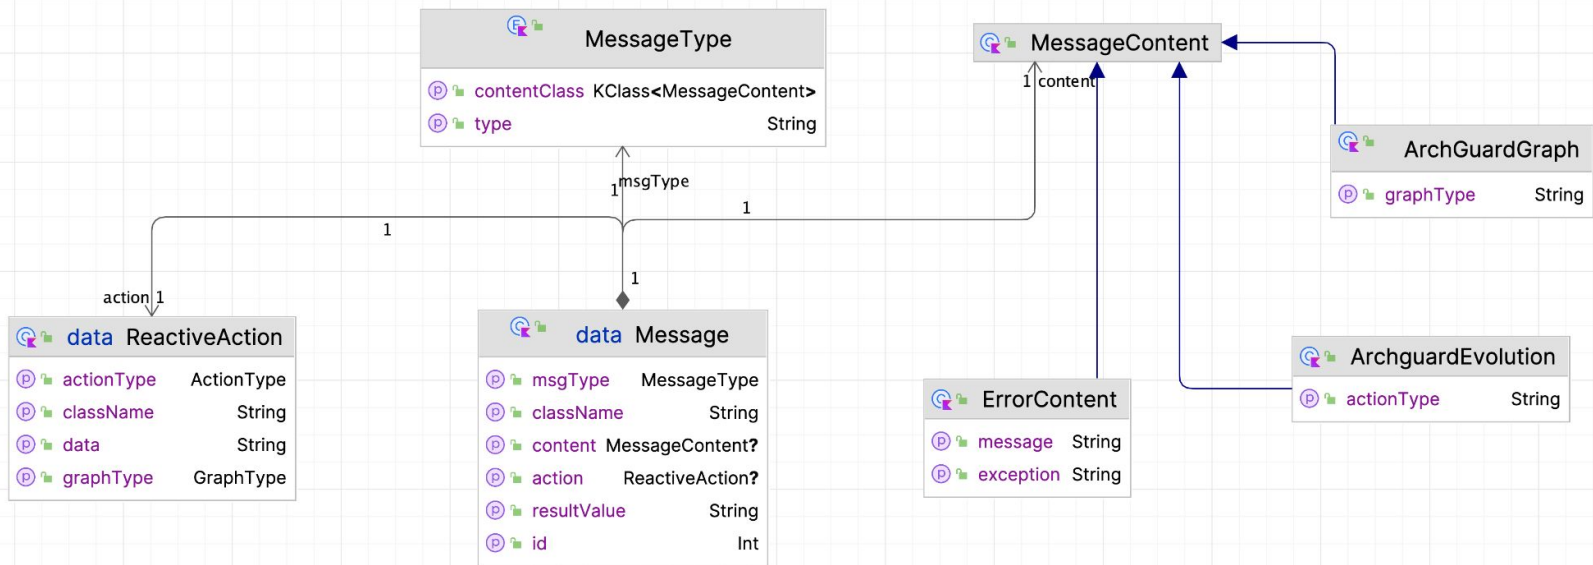 MessageType
contentClass KClass<MessageContent>
type String
MessageContent
1 content
ArchGuardGraph
graphType String
1 msgType
1
1
1
action 1
data ReactiveAction
actionType ActionType
className String
data String
graphType GraphType
data Message
msgType MessageType
className String
content MessageContent?
action ReactiveAction?
resultValue String
id Int
ErrorContent
message String
exception String
ArchguardEvolution
actionType String